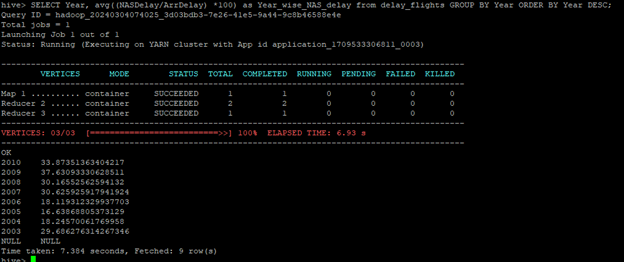 hive> SELECT Year, avg((NASDelay/ArrDelay) *100) as Year_wise_NAS_delay from delay_flights GROUP BY Year ORDER BY Year DESC;
Query ID = hadoop_20240304074025_3d03bdb3-7e26-41e5-9a44-9c8b46588e4e
Total jobs = 1
Launching Job 1 out of 1
Status: Running (Executing on YARN cluster with App id application_1709533306811_0003)
----------------------------------------------------------------------------------------------
VERTICES MODE STATUS TOTAL COMPLETED RUNNING PENDING FAILED KILLED
----------------------------------------------------------------------------------------------
Map 1 .......... container SUCCEEDED 1 1 0 0 0 0
Reducer 2 ...... container SUCCEEDED 2 2 0 0 0 0
Reducer 3 ...... container SUCCEEDED 1 1 0 0 0 0
----------------------------------------------------------------------------------------------
VERTICES: 03/03 [==========================>>] 100% ELAPSED TIME: 6.93 s
----------------------------------------------------------------------------------------------
OK
2010 33.87351363404217
2009 37.63093330628511
2008 30.16552562594132
2007 30.625925917941924
2006 18.119312329937703
2005 16.63868805373129
2004 18.24570061769958
2003 29.686276314267346
NULL NULL
Time taken: 7.384 seconds, Fetched: 9 row(s)
hive>